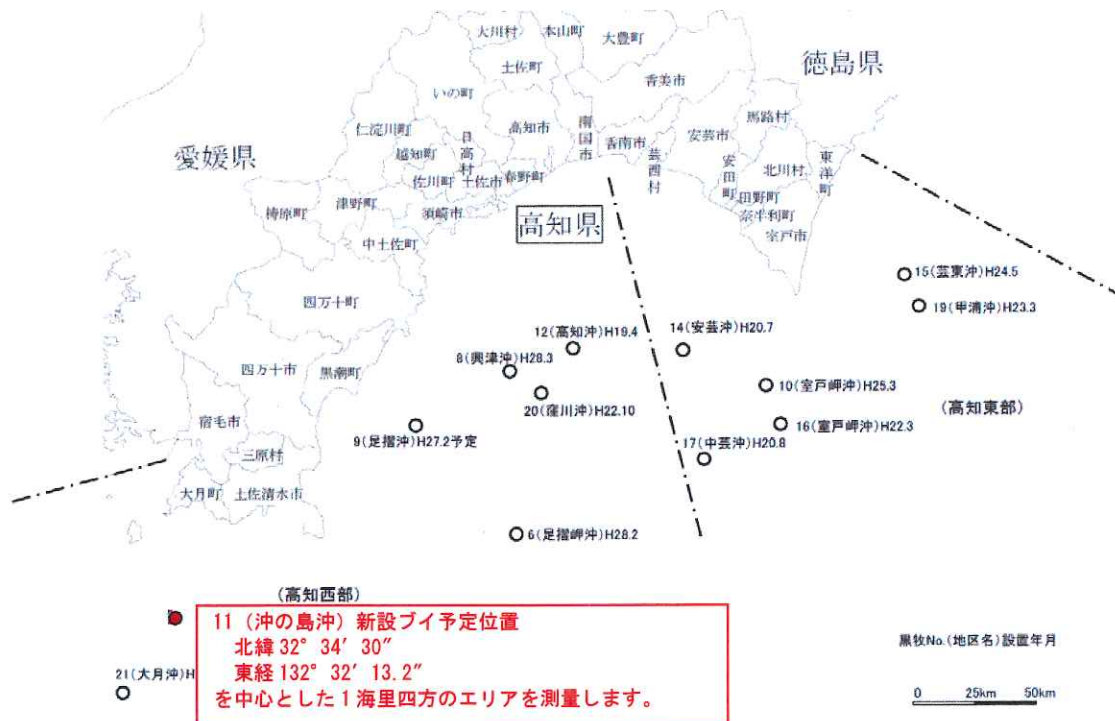 大川村
本山町
大豊町
徳島県
土佐町
香美市
いの町
馬路村
仁淀川町
高知市
南国市
安芸市
愛媛県
越知町
日高村
香南市
芸西村
安田町
北川村
東洋町
佐川町
土佐市
春野町
田野町
梼原町
津野町
須崎市
奈半利町
高知県
室戸市
中土佐町
15(芸東沖)H24.5
四万十町
19(甲浦沖)H23.3
12(高知沖)H19.4
14(安芸沖)H20.7
8(興津沖)H28.3
四万十市
黒潮町
10(室戸岬沖)H25.3
20(窪川沖)H22.10
(高知東部)
宿毛市
16(室戸岬沖)H22.3
9(足摺沖)H27.2予定
17(中芸沖)H20.8
三原村
大月町
土佐清水市
6(足摺岬沖)H28.2
(高知西部)
11（沖の島沖）新設ブイ予定位置
北緯32° 34′ 30″
東経132° 32′ 13.2″
を中心とした１海里四方のエリアを測量します。
黒牧No.(地区名)設置年月
21(大月沖)H
0 25km 50km